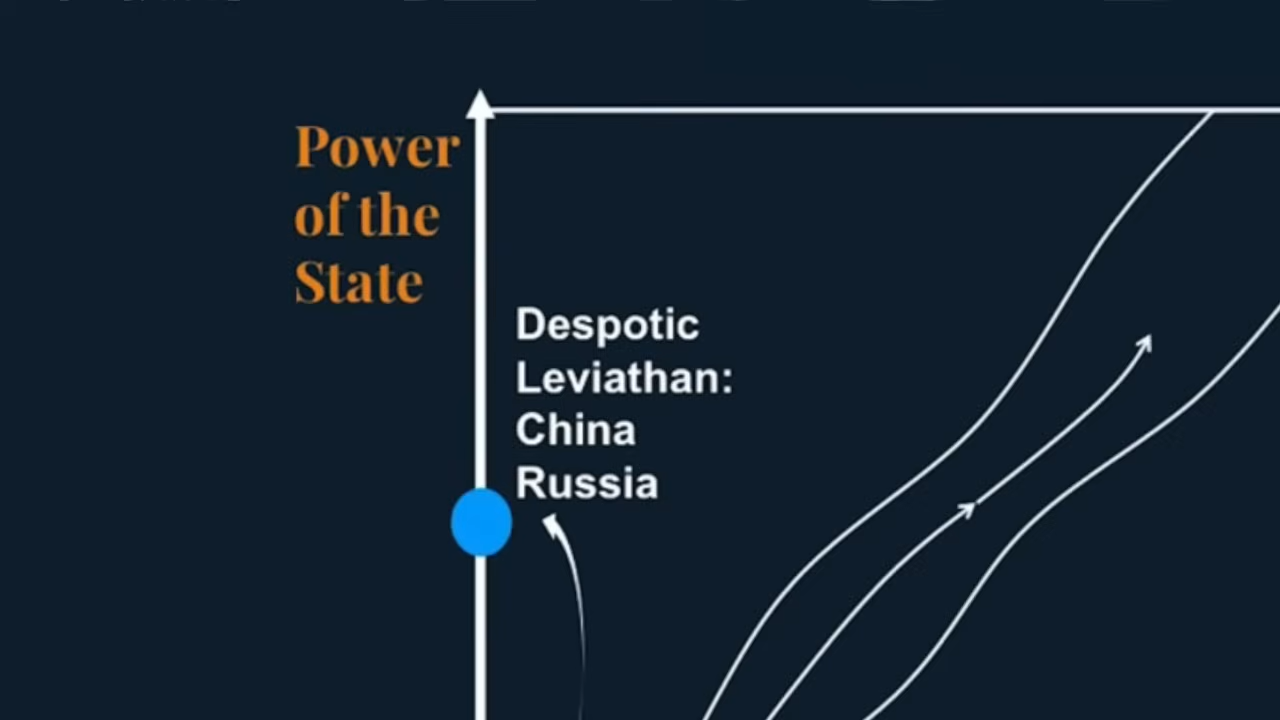 Power
of the
State
Despotic
Leviathan:
China
Russia